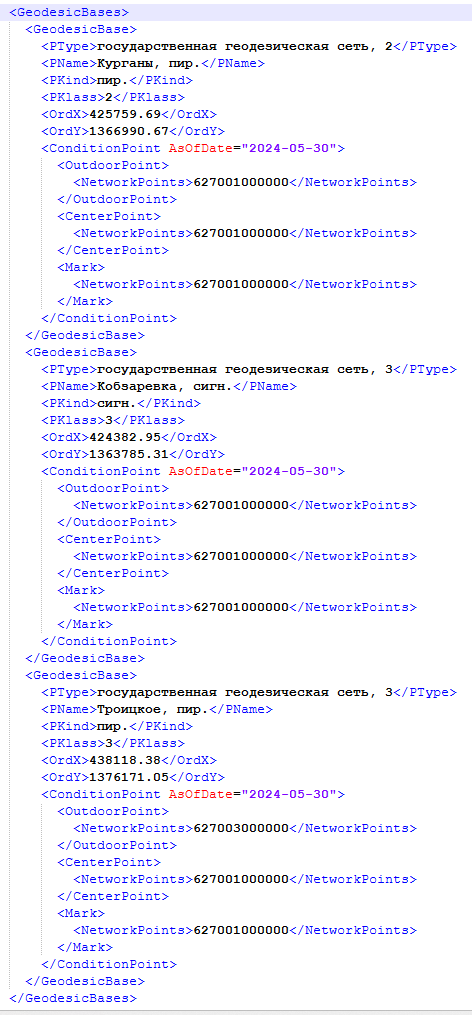 <GeodesicBases>
<GeodesicBase>
<PType>государственная геодезическая сеть, 2</PType>
<PName>Курганы, пир.</PName>
<PKind>пир.</PKind>
<PKlass>2</PKlass>
<OrdX>425759.69</OrdX>
<OrdY>1366990.67</OrdY>
<ConditionPoint AsOfDate="2024-05-30">
<OutdoorPoint>
<NetworkPoints>627001000000</NetworkPoints>
</OutdoorPoint>
<CenterPoint>
<NetworkPoints>627001000000</NetworkPoints>
</CenterPoint>
<Mark>
<NetworkPoints>627001000000</NetworkPoints>
</Mark>
</ConditionPoint>
</GeodesicBase>
<GeodesicBase>
<PType>государственная геодезическая сеть, 3</PType>
<PName>Кобзаревка, сигн.</PName>
<PKind>сигн.</PKind>
<PKlass>3</PKlass>
<OrdX>424382.95</OrdX>
<OrdY>1363785.31</OrdY>
<ConditionPoint AsOfDate="2024-05-30">
<OutdoorPoint>
<NetworkPoints>627001000000</NetworkPoints>
</OutdoorPoint>
<CenterPoint>
<NetworkPoints>627001000000</NetworkPoints>
</CenterPoint>
<Mark>
<NetworkPoints>627001000000</NetworkPoints>
</Mark>
</ConditionPoint>
</GeodesicBase>
<GeodesicBase>
<PType>государственная геодезическая сеть, 3</PType>
<PName>Троицкое, пир.</PName>
<PKind>пир.</PKind>
<PKlass>3</PKlass>
<OrdX>438118.38</OrdX>
<OrdY>1376171.05</OrdY>
<ConditionPoint AsOfDate="2024-05-30">
<OutdoorPoint>
<NetworkPoints>627003000000</NetworkPoints>
</OutdoorPoint>
<CenterPoint>
<NetworkPoints>627001000000</NetworkPoints>
</CenterPoint>
<Mark>
<NetworkPoints>627001000000</NetworkPoints>
</Mark>
</ConditionPoint>
</GeodesicBase>
</GeodesicBases>